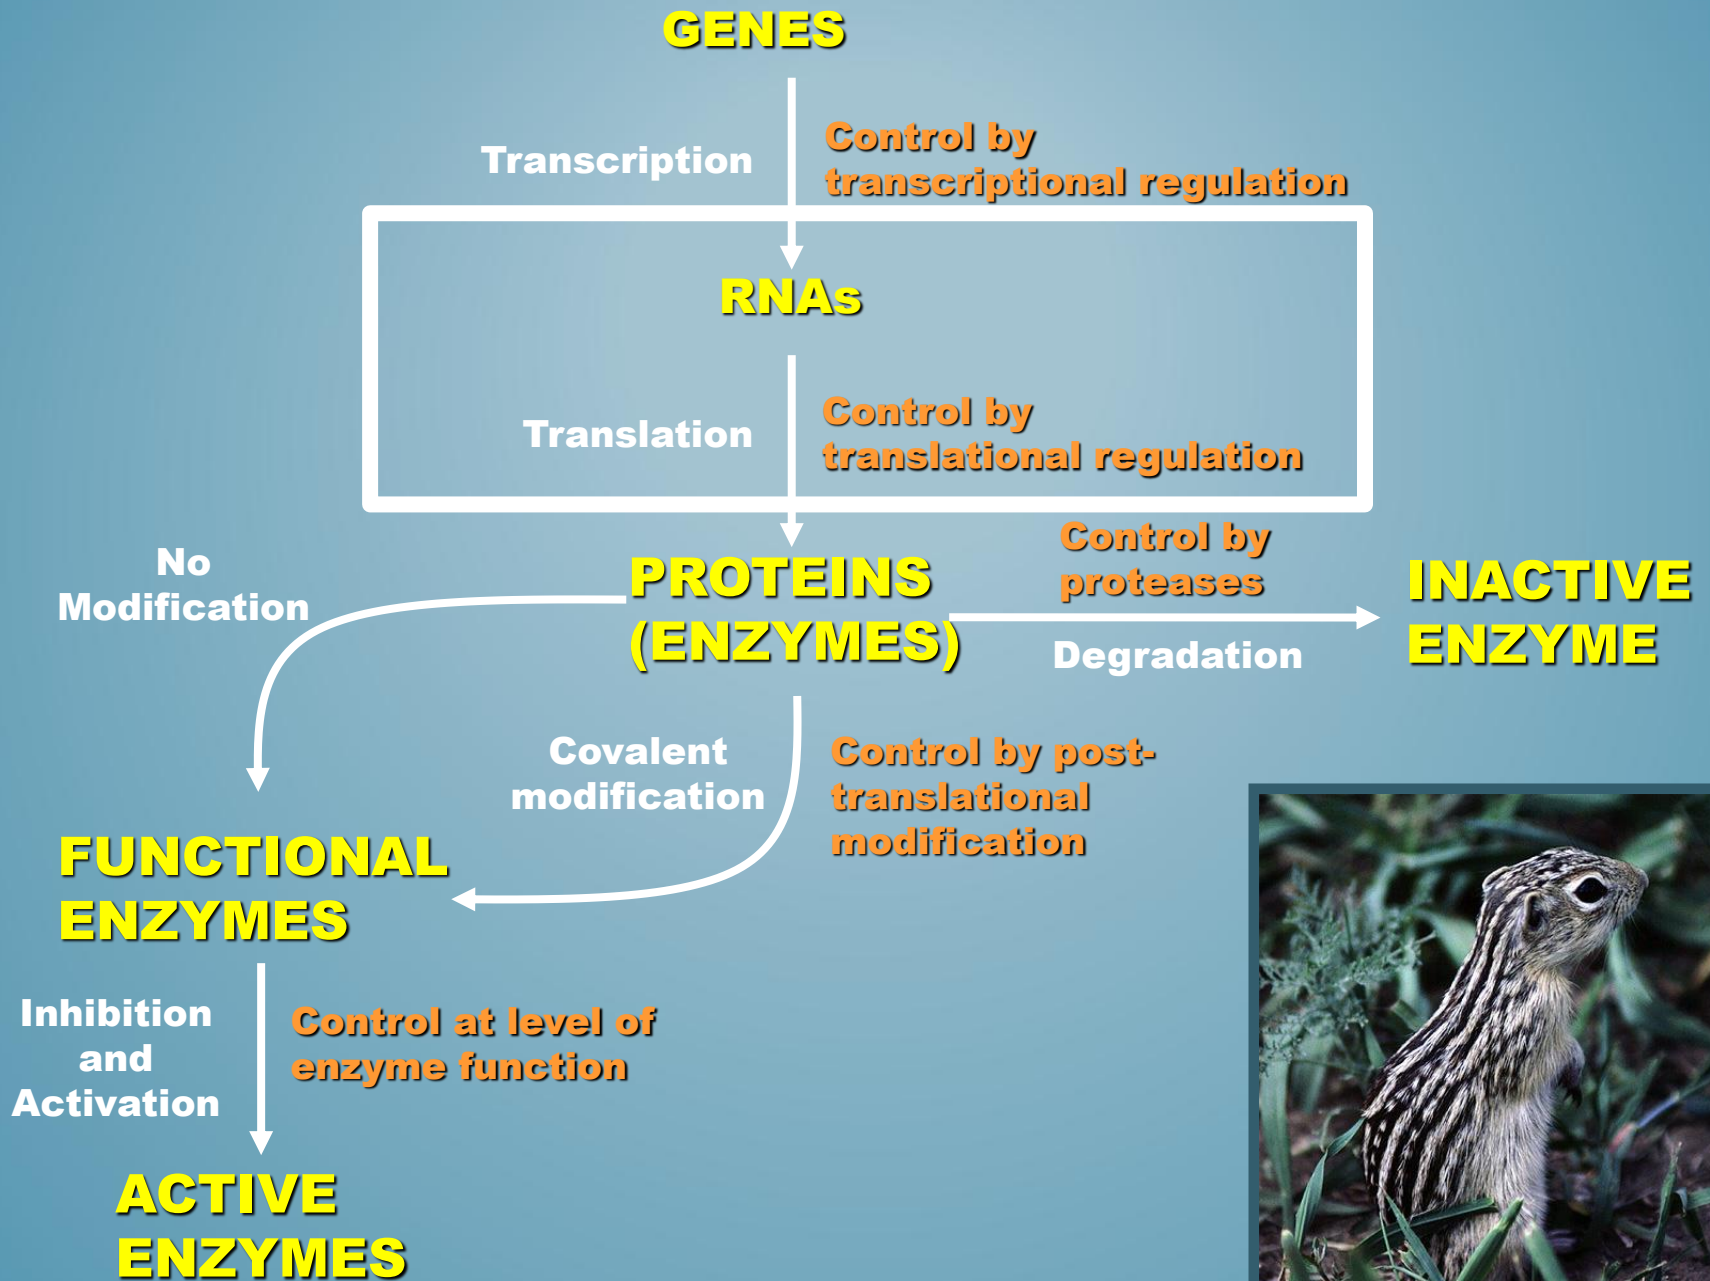 GENES
Transcription
Control by
transcriptional regulation
RNAs
Translation
Control by
translational regulation
No
Modification
PROTEINS
(ENZYMES)
Control by
proteases
Degradation
INACTIVE
ENZYME
Covalent
modification
Control by post-
translational
modification
FUNCTIONAL
ENZYMES
Inhibition
and
Activation
Control at level of
enzyme function
ACTIVE
ENZYMES